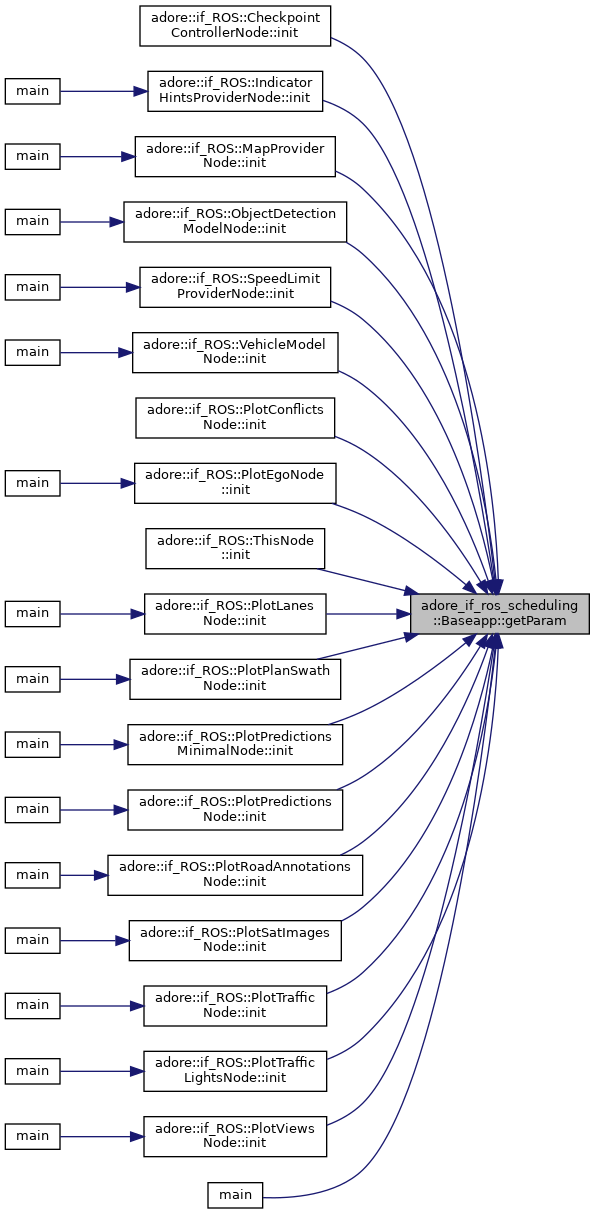 adore::if_ROS::Checkpoint
ControllerNode::init
main
adore::if_ROS::Indicator
HintsProviderNode::init
main
adore::if_ROS::MapProvider
Node::init
main
adore::if_ROS::ObjectDetection
ModelNode::init
main
adore::if_ROS::SpeedLimit
ProviderNode::init
main
adore::if_ROS::VehicleModel
Node::init
adore::if_ROS::PlotConflicts
Node::init
main
adore::if_ROS::PlotEgoNode
::init
adore::if_ROS::ThisNode
::init
main
adore::if_ROS::PlotLanes
Node::init
adore_if_ros_scheduling
::Baseapp::getParam
main
adore::if_ROS::PlotPlanSwath
Node::init
main
adore::if_ROS::PlotPredictions
MinimalNode::init
main
adore::if_ROS::PlotPredictions
Node::init
main
adore::if_ROS::PlotRoadAnnotations
Node::init
main
adore::if_ROS::PlotSatImages
Node::init
main
adore::if_ROS::PlotTraffic
Node::init
main
adore::if_ROS::PlotTraffic
LightsNode::init
main
adore::if_ROS::PlotViews
Node::init
main